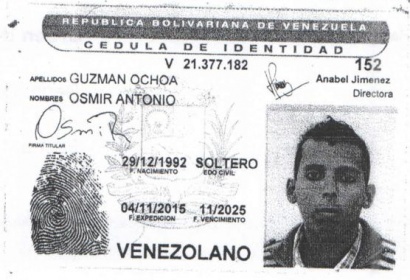 REPUBLICA BOLIVARIANA DE VENEZUELA
CEDULA DE IDENTIDAD
V 21.377.182 152
APELLIDOS GUZMAN OCHOA
Anabel Jimenez
Directora
NOMBRES OSMIR ANTONIO
FIRMA TITULAR
29/12/1992 SOLTERO
F. NACIMIENTO EDO CIVIL
04/11/2015 11/2025
F. EXPEDICION F. VENCIMIENTO
VENEZOLANO